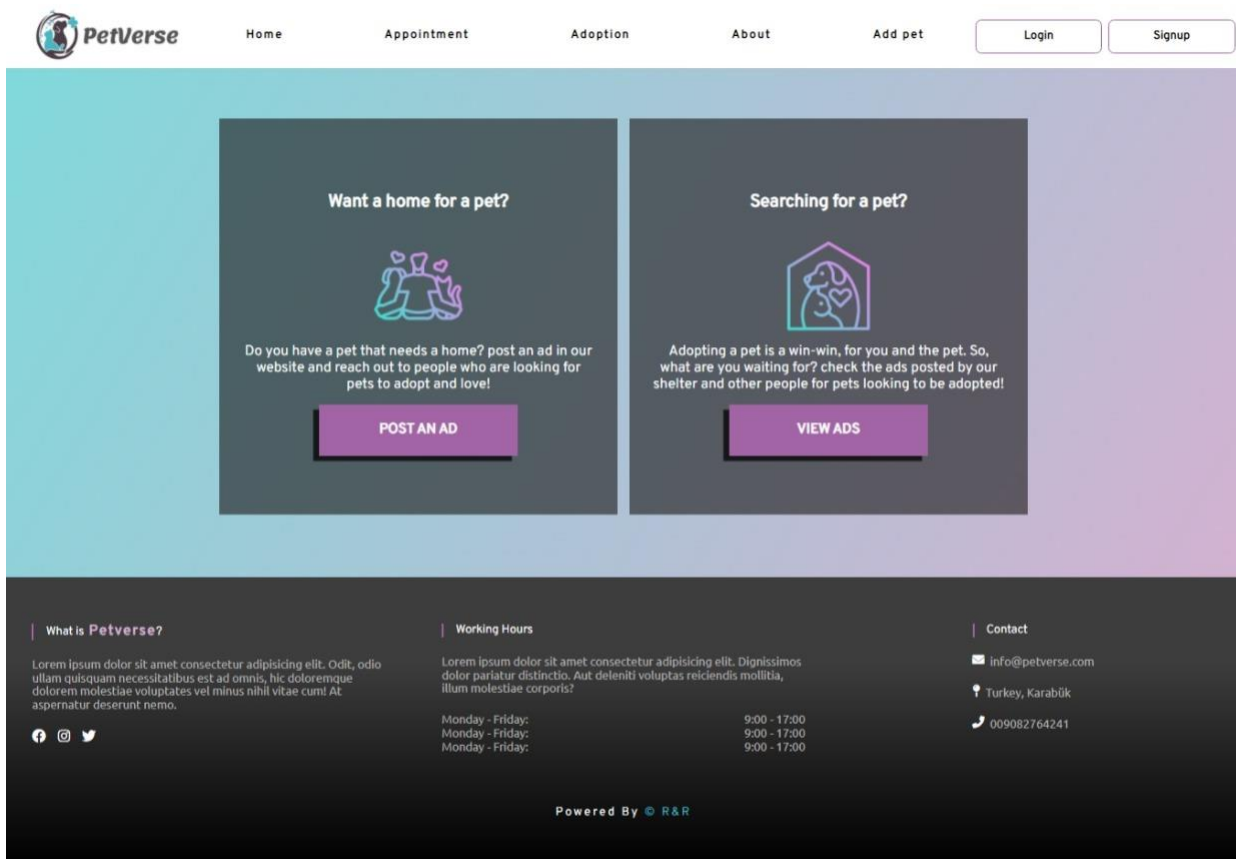 PetVerse
Home
Appointment
Adoption
About
Add pet
Login
Signup
Want a home for a pet?
Do you have a pet that needs a home? post an ad in our
website and reach out to people who are looking for
pets to adopt and love!
POST AN AD
Searching for a pet?
Adopting a pet is a win-win, for you and the pet. So,
what are you waiting for? check the ads posted by our
shelter and other people for pets looking to be adopted!
VIEW ADS
What is Petverse?
Lorem ipsum dolor sit amet consectetur adipisicing elit. Odit, odio
ullam quisquam necessitatibus est ad omnis, hic doloremque
dolorem molestiae voluptates vel minus nihil vitae cum! At
aspernatur deserunt nemo.
Working Hours
Lorem ipsum dolor sit amet consectetur adipisicing elit. Dignissimos
dolor pariatur distinctio. Aut deleniti voluptas reiciendis mollitia,
illum molestiae corporis?
Monday - Friday: 9:00 - 17:00
Monday - Friday: 9:00 - 17:00
Monday - Friday: 9:00 - 17:00
Contact
info@petverse.com
Turkey, Karabük
009082764241
Powered By © R&R